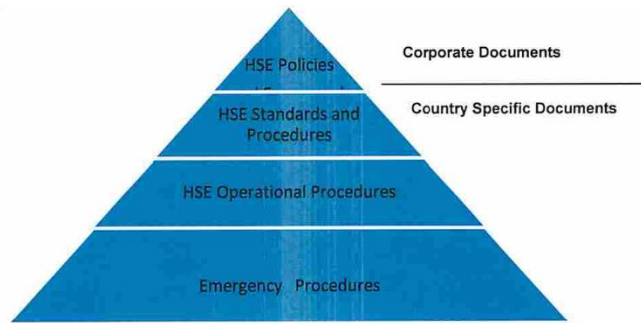 HSE Policies
Corporate Documents
HSE Standards and
Procedures
Country Specific Documents
HSE Operational Procedures
Emergency Procedures